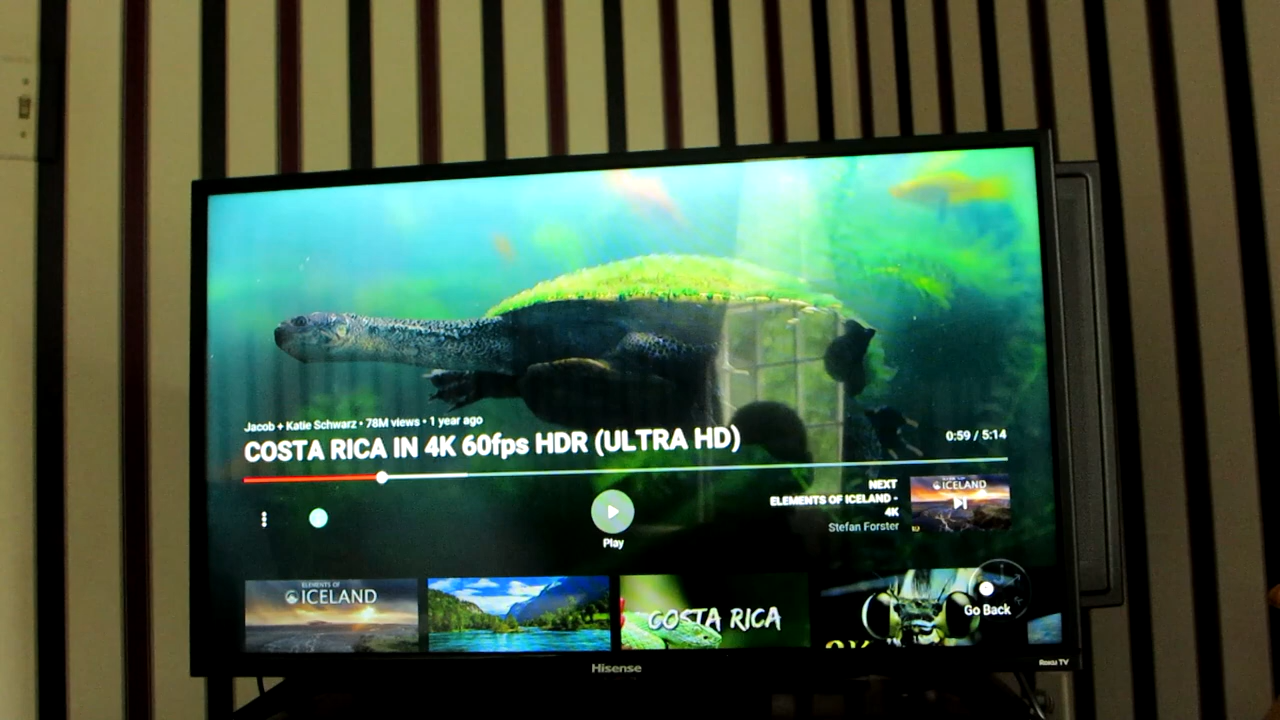 Jacob + Katie Schwarz • 78M views • 1 year ago
COSTA RICA IN 4K 60fps HDR (ULTRA HD)
0:59 / 5:14
NEXT
ELEMENTS OF ICELAND -
4K
Stefan Forster
ICELAND
Play
ELEMENTS OF
ICELAND
COSTA RICA
Go Back
Hisense
Roku TV